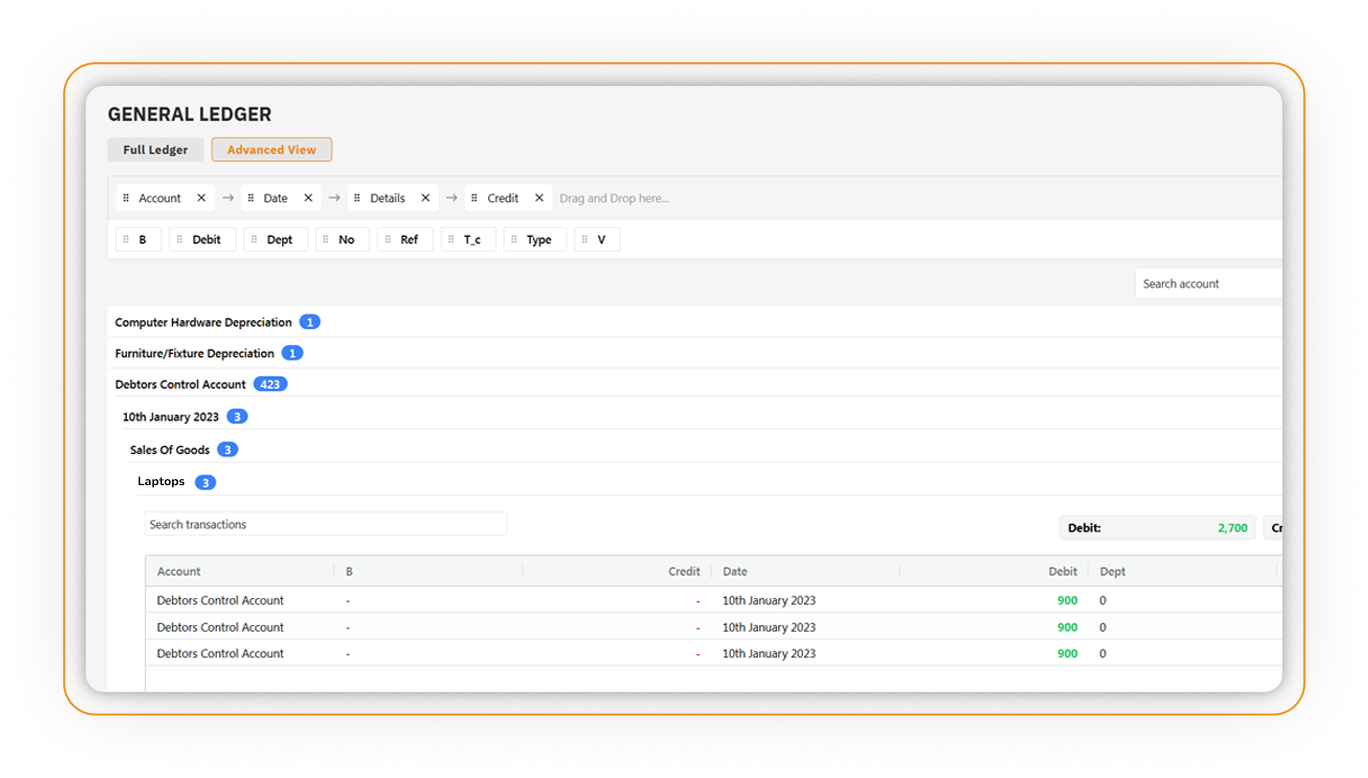 GENERAL LEDGER
Full Ledger Advanced View
Account Date Details Credit Drag and Drop here...
B Debit Dept No Ref T_c Type V
Search account
Computer Hardware Depreciation 1
Furniture/Fixture Depreciation 1
Debtors Control Account 423
10th January 2023 3
Sales Of Goods 3
Laptops 3
Search transactions Debit: 2,700 Cr
Account B Credit Date Debit Dept
Debtors Control Account - - 10th January 2023 900 0
Debtors Control Account - - 10th January 2023 900 0
Debtors Control Account - - 10th January 2023 900 0